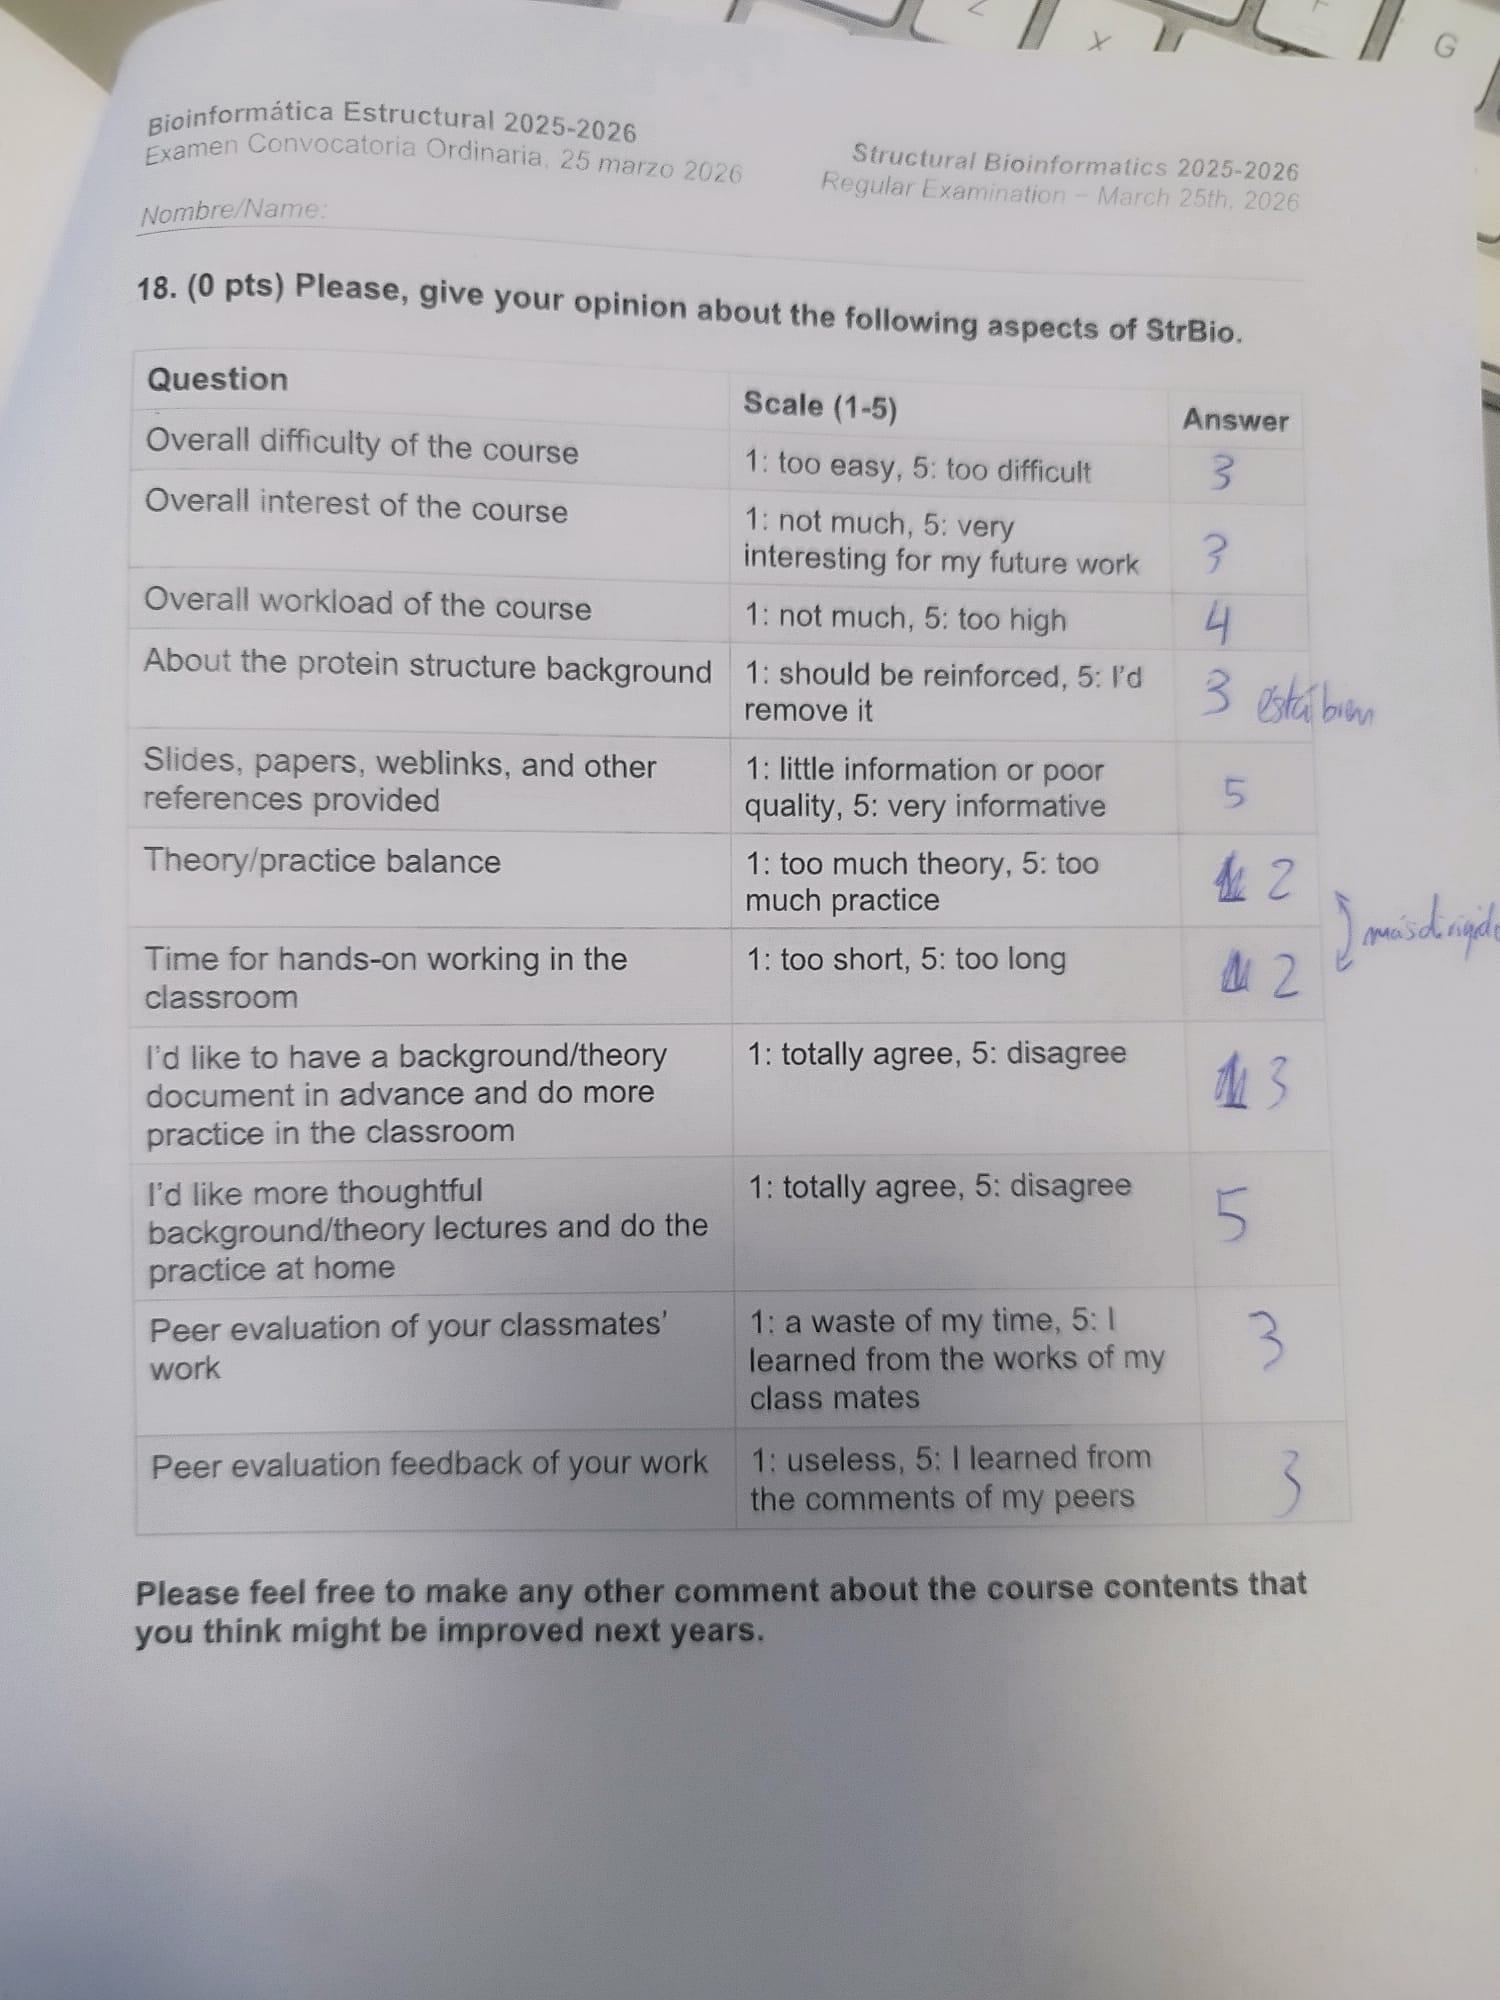 Bioinformática Estructural 2025-2026
Examen Convocatoria Ordinaria, 25 marzo 2026
Structural Bioinformatics 2025-2026
Regular Examination – March 25th, 2026
Nombre/Name:
18. (0 pts) Please, give your opinion about the following aspects of StrBio.
Question Scale (1-5) Answer
Overall difficulty of the course 1: too easy, 5: too difficult 3
Overall interest of the course 1: not much, 5: very
interesting for my future work 3
Overall workload of the course 1: not much, 5: too high 4
About the protein structure background 1: should be reinforced, 5: I'd
remove it 3 está bien
Slides, papers, weblinks, and other 1: little information or poor
references provided quality, 5: very informative 5
Theory/practice balance 1: too much theory, 5: too 2
much practice
más
Time for hands-on working in the 1: too short, 5: too long 2
classroom
I'd like to have a background/theory 1: totally agree, 5: disagree 3
document in advance and do more
practice in the classroom
I'd like more thoughtful 1: totally agree, 5: disagree 5
background/theory lectures and do the
practice at home
Peer evaluation of your classmates' 1: a waste of my time, 5: I 3
work learned from the works of my
class mates
Peer evaluation feedback of your work 1: useless, 5: I learned from 3
the comments of my peers
Please feel free to make any other comment about the course contents that
you think might be improved next years.
Z X G